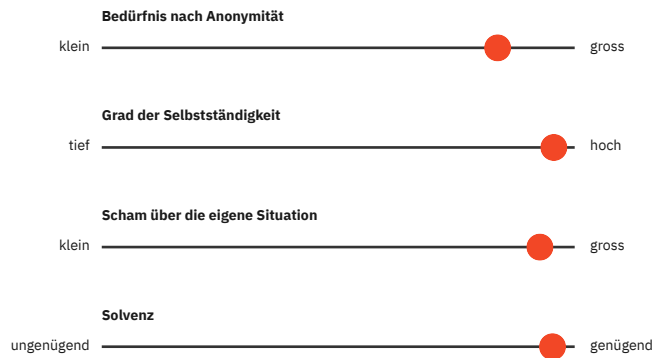 Bedürfnis nach Anonymität
klein gross
Grad der Selbstständigkeit
tief hoch
Scham über die eigene Situation
klein gross
Solvenz
ungenügend genügend